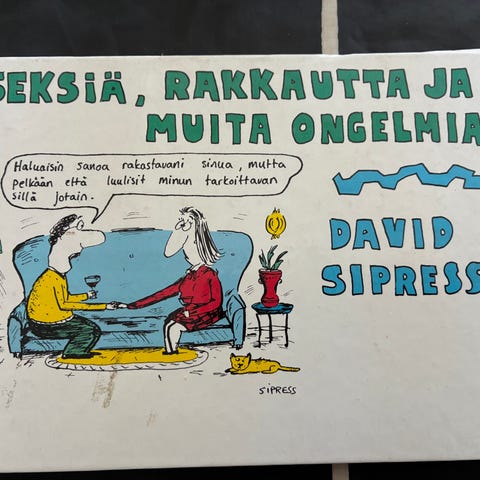 SEKSiÄ, RAKKAUTTA JA
MUITA ONGELMIA
Haluaisin sanoa rakastavani sinua, mutta
pelkään että luulisit minun tarkoittavan
sillä jotain.
DAVID
SIPRESS
SIPRESS